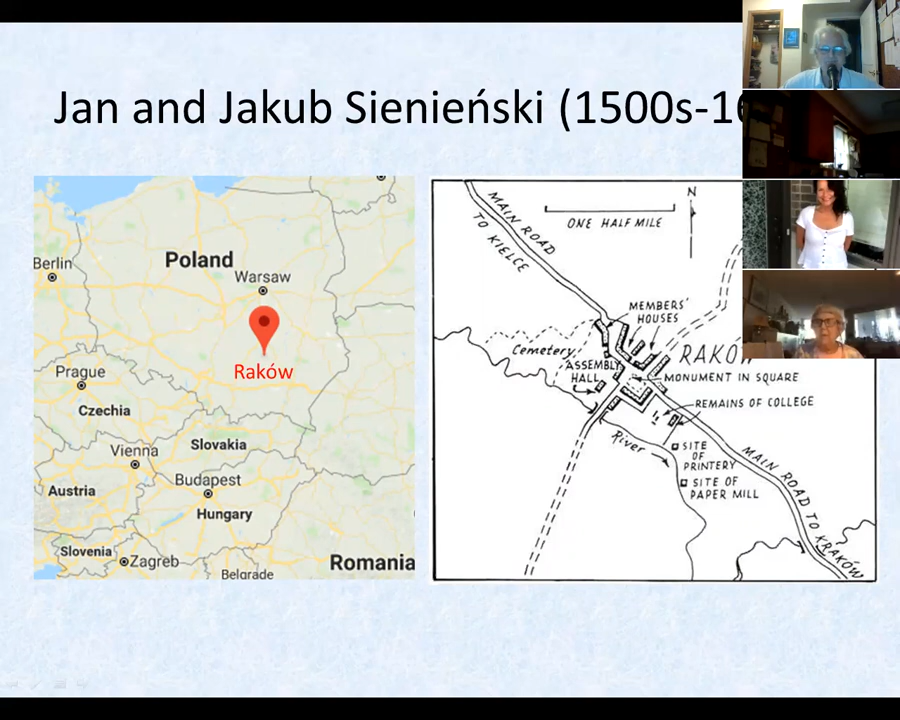 Jan and Jakub Sienieński (1500s-16
Berlin
Poland
Warsaw
Raków
Prague
Czechia
Slovakia
Vienna
Budapest
Austria
Hungary
Slovenia
Zagreb
Romania
Belgrade
MAIN ROAD
TO KIELCE
N
ONE HALF MILE
MEMBERS'
HOUSES
Cemetery
ASSEMBLY
HALL
RAKÓW
MONUMENT IN SQUARE
REMAINS OF COLLEGE
River
SITE
OF
PRINTERY
SITE OF
PAPER MILL
MAIN ROAD TO KRAKÓW